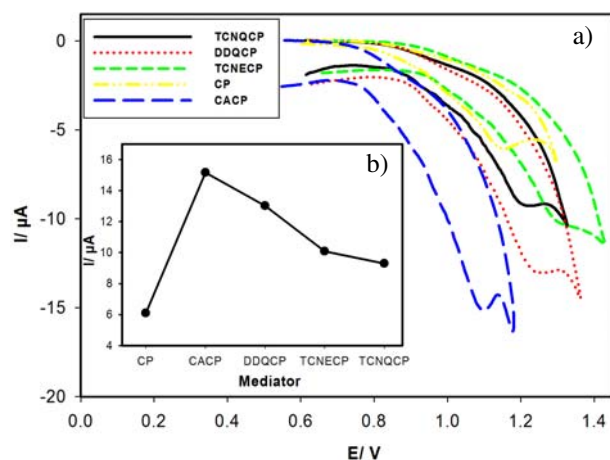 a)
TCNQCP
DDQCP
TCNECP
CP
CACP
I/ µA
0
-5
-10
-15
-20
0.0 0.2 0.4 0.6 0.8 1.0 1.2 1.4
E/ V
b)
I/ µA
16
14
12
10
8
6
4
CP CACP DDQCP TCNECP TCNQCP
Mediator